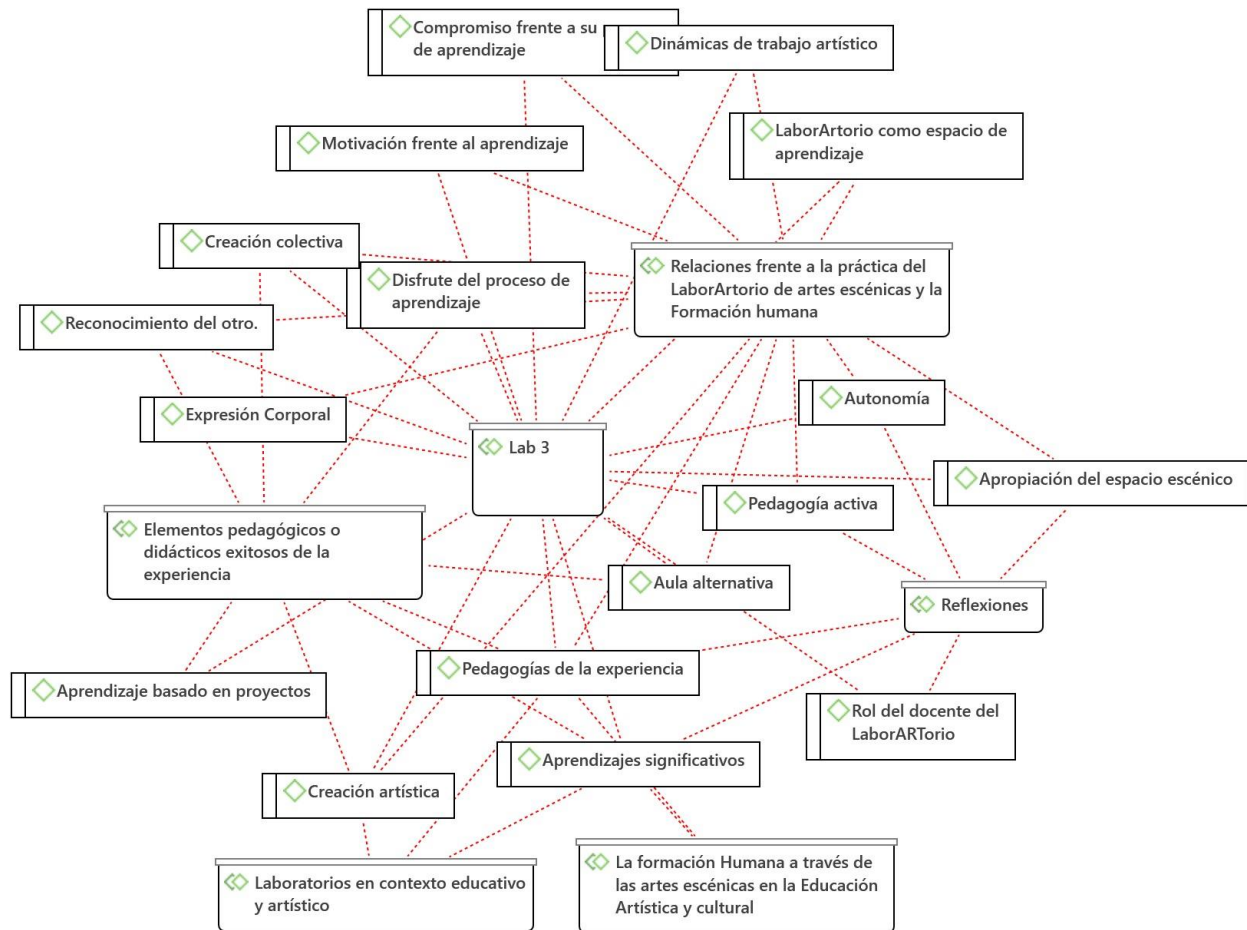 Compromiso frente a su
de aprendizaje
Dinámicas de trabajo artístico
LaborArtorio como espacio de
aprendizaje
Motivación frente al aprendizaje
Creación colectiva
Relaciones frente a la práctica del
LaborArtorio de artes escénicas y la
Formación humana
Disfrute del proceso de
aprendizaje
Reconocimiento del otro.
Expresión Corporal
Autonomía
Lab 3
Apropiación del espacio escénico
Pedagogía activa
Elementos pedagógicos o
didácticos exitosos de la
experiencia
Aula alternativa
Reflexiones
Pedagogías de la experiencia
Aprendizaje basado en proyectos
Rol del docente del
LaborARTorio
Aprendizajes significativos
Creación artística
Laboratorios en contexto educativo
y artístico
La formación Humana a través de
las artes escénicas en la Educación
Artística y cultural